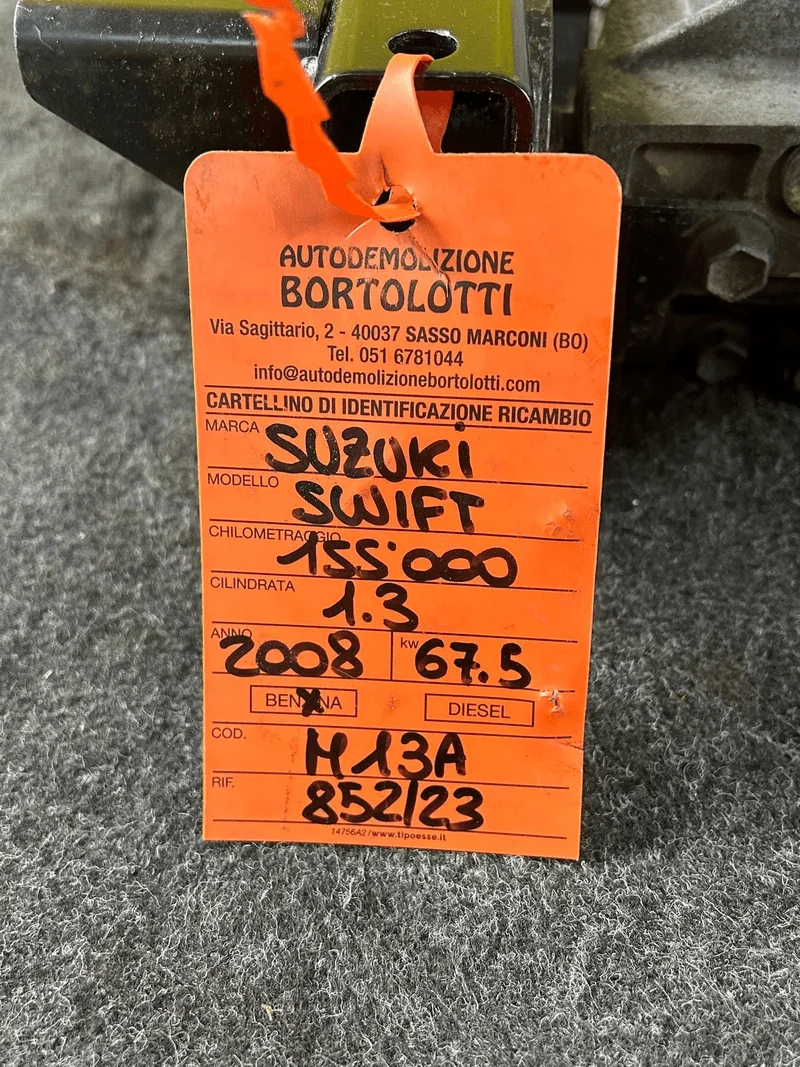 AUTODEMOLIZIONE
BORTOLOTTI
Via Sagittario, 2 - 40037 SASSO MARCONI (BO)
Tel. 051 6781044
info@autodemolizionebortolotti.com
CARTELLINO DI IDENTIFICAZIONE RICAMBIO
MARCA SUZUKi
MODELLO SWIFT
CHILOMETRAGGIO 155'000
CILINDRATA 1.3
ANNO 2008 kw 67.5
BENZINA DIESEL
COD. M13A
RIF. 852/23
14756A2/www.tipoesse.it